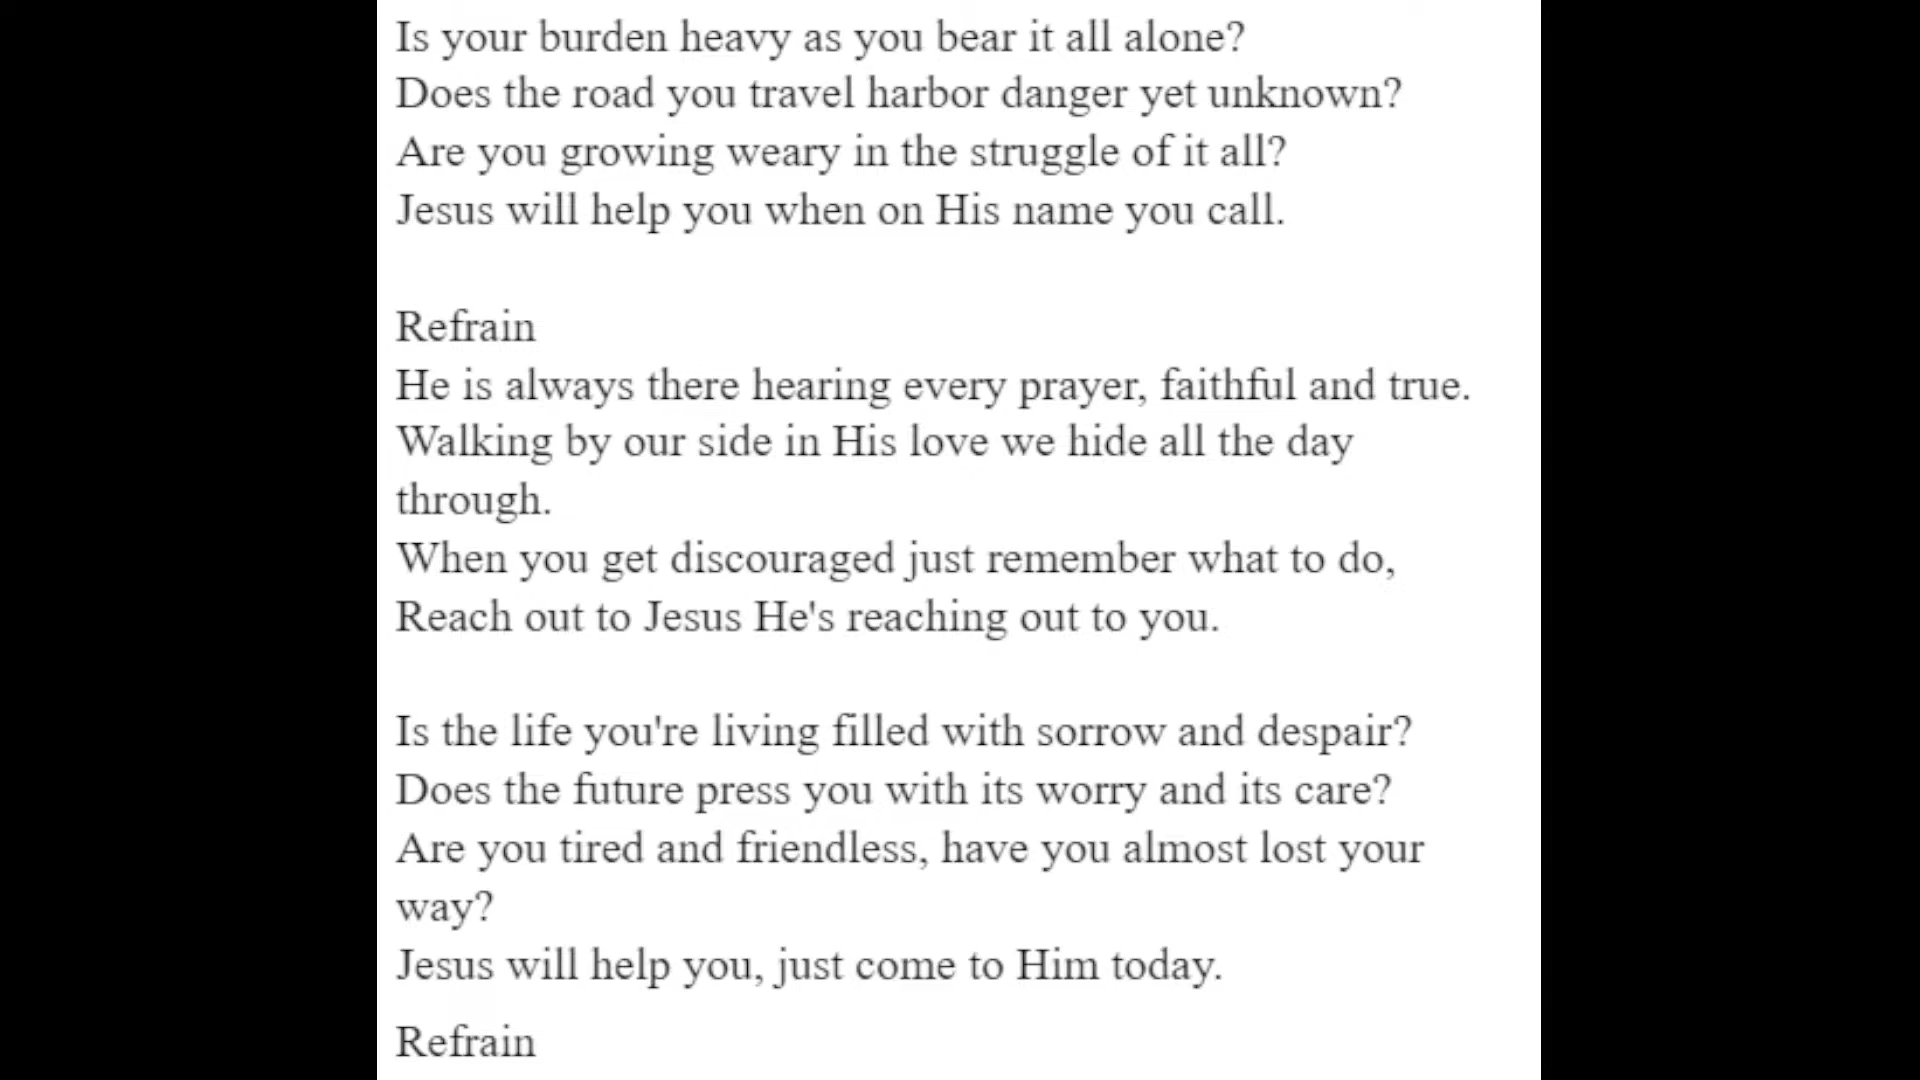 Is your burden heavy as you bear it all alone?
Does the road you travel harbor danger yet unknown?
Are you growing weary in the struggle of it all?
Jesus will help you when on His name you call.
Refrain
He is always there hearing every prayer, faithful and true.
Walking by our side in His love we hide all the day
through.
When you get discouraged just remember what to do,
Reach out to Jesus He's reaching out to you.
Is the life you're living filled with sorrow and despair?
Does the future press you with its worry and its care?
Are you tired and friendless, have you almost lost your
way?
Jesus will help you, just come to Him today.
Refrain